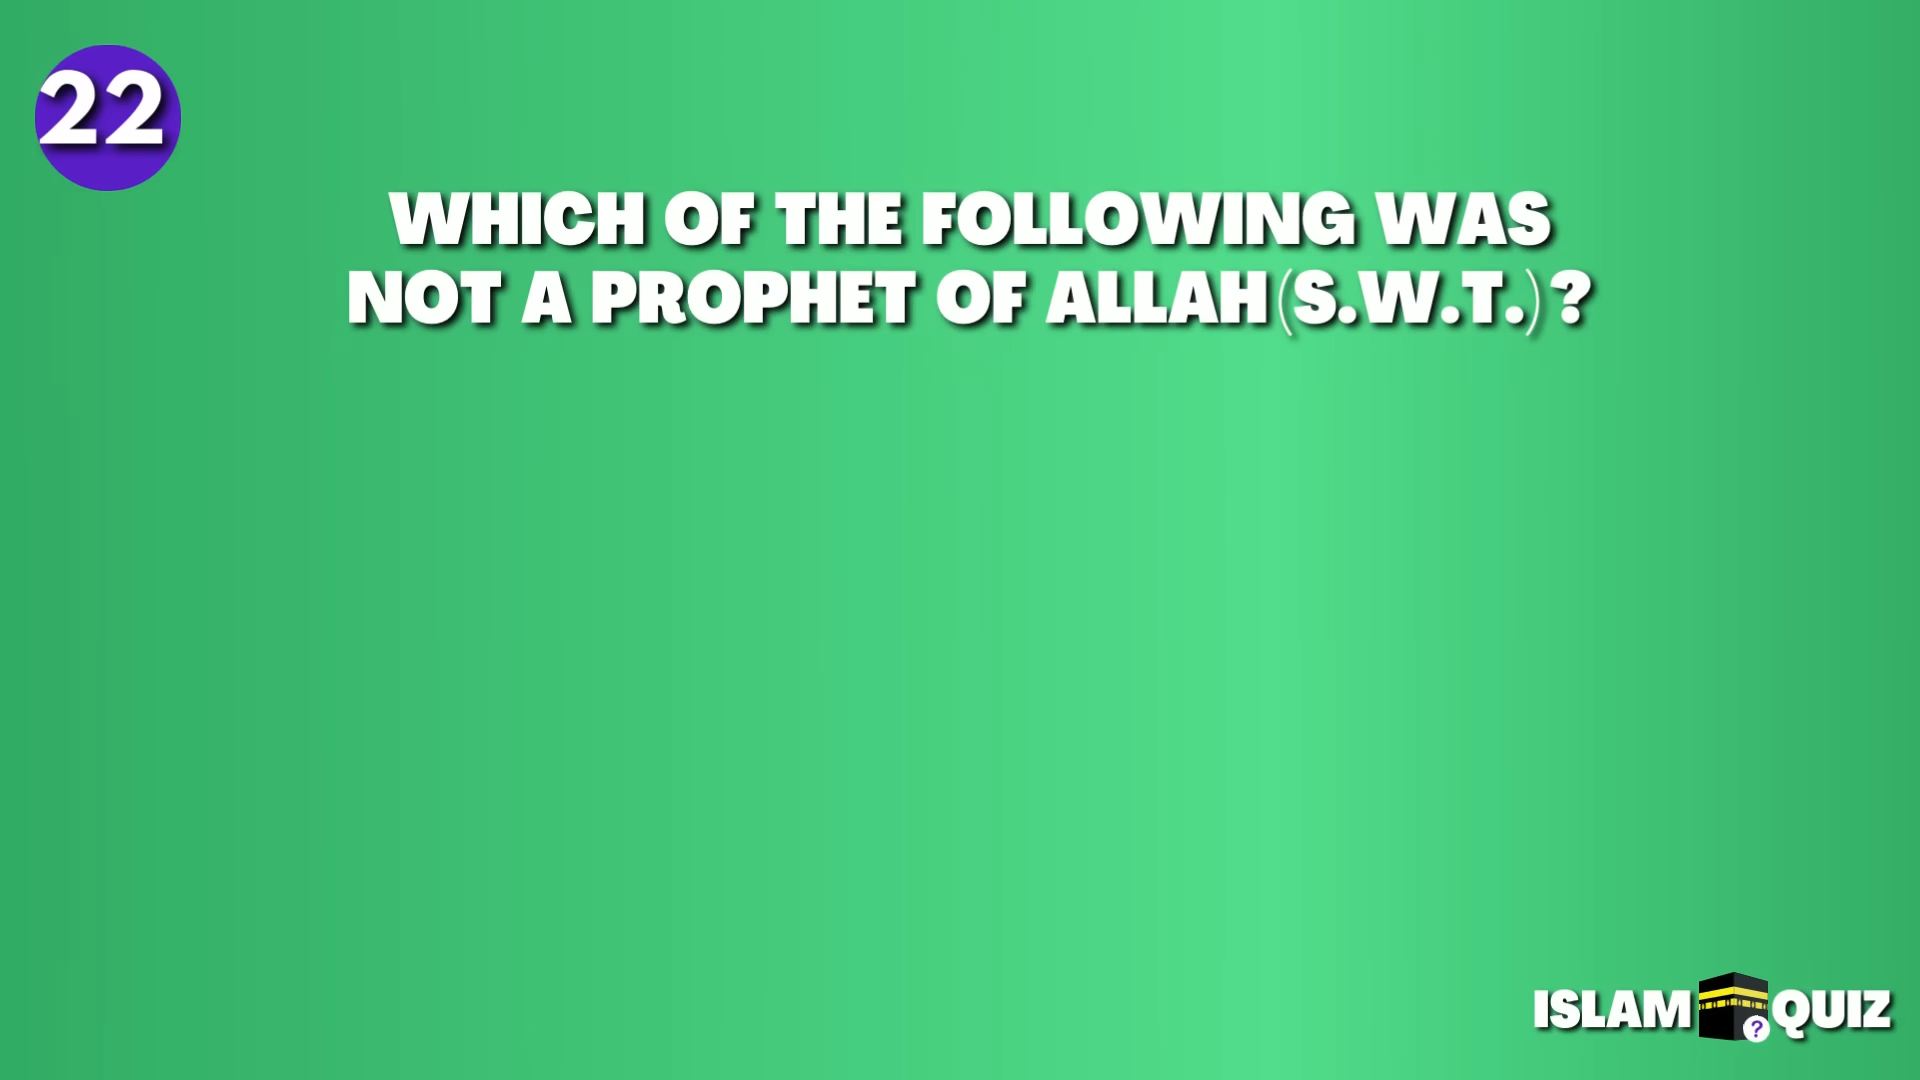 22
WHICH OF THE FOLLOWING WAS
NOT A PROPHET OF ALLAH(S.W.T.)?
ISLAM ? QUIZ